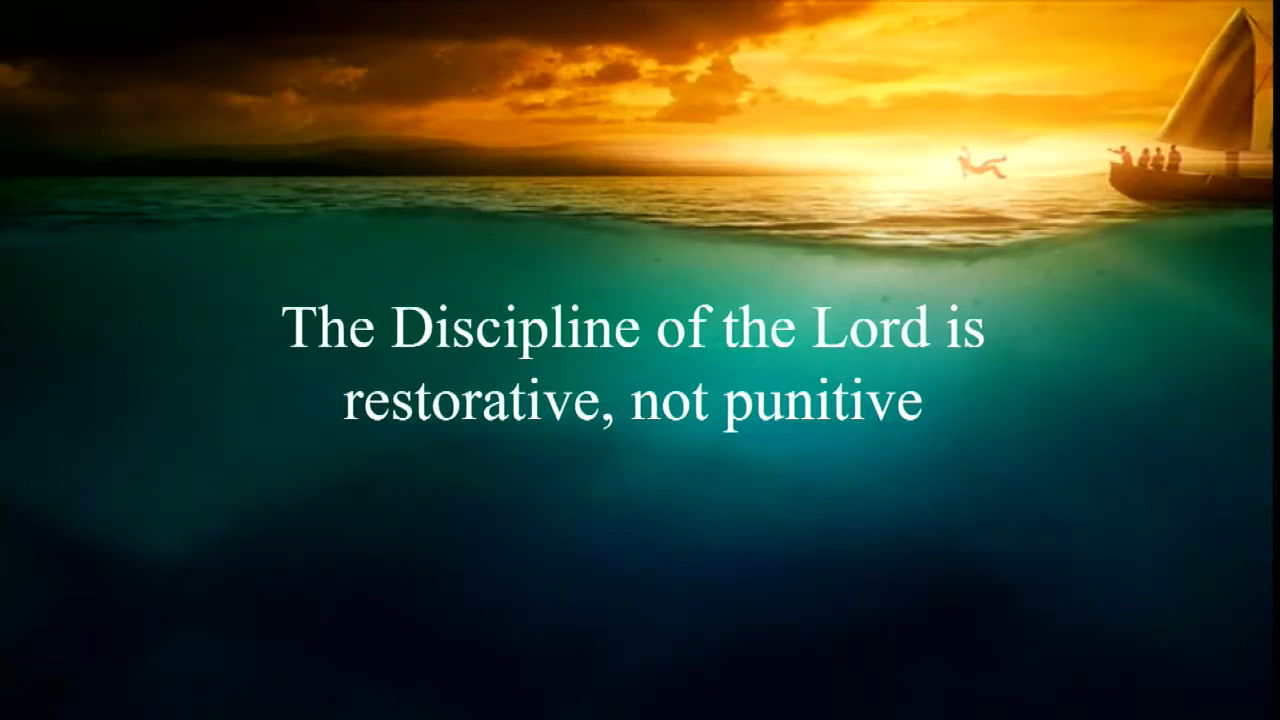 The Discipline of the Lord is
restorative, not punitive